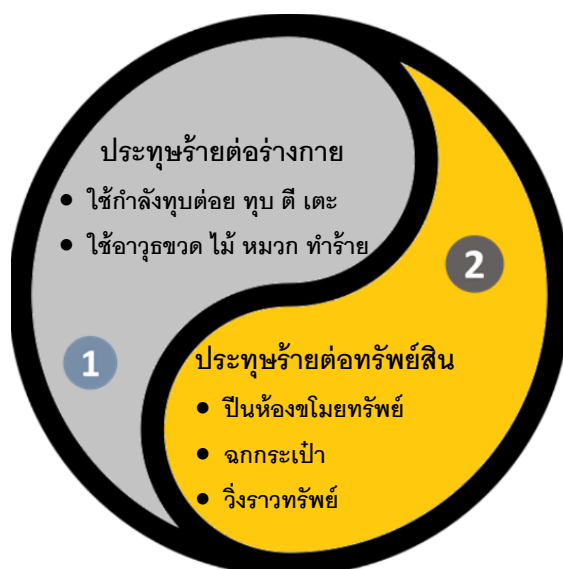 ประทุษร้ายต่อร่างกาย
• ใช้กำลังทุบต่อย ทุบ ตี เตะ
• ใช้อาวุธขวด ไม้ หมวก ทำร้าย
2
1
ประทุษร้ายต่อทรัพย์สิน
• ปีนห้องขโมยทรัพย์
• ฉกกระเป๋า
• วิ่งราวทรัพย์